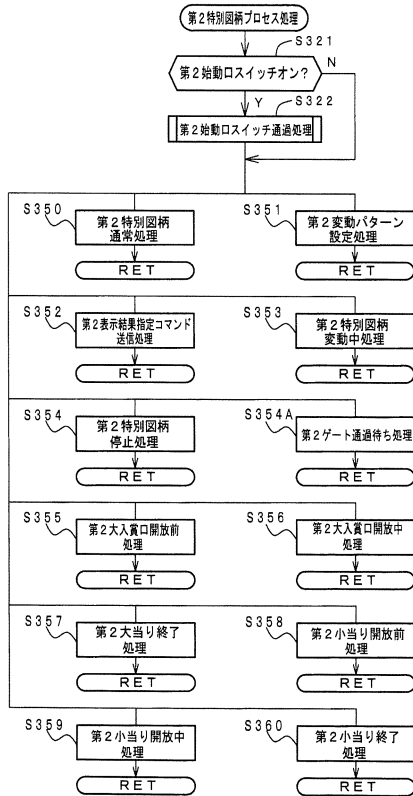 第2特別図柄プロセス処理
S321
第2始動口スイッチオン?
N
Y
S322
第2始動口スイッチ通過処理
S350
第2特別図柄
通常処理
RET
S351
第2変動パターン
設定処理
RET
S352
第2表示結果指定コマンド
送信処理
RET
S353
第2特別図柄
変動中処理
RET
S354
第2特別図柄
停止処理
RET
S354A
第2ゲート通過待ち処理
RET
S355
第2大入賞口開放前
処理
RET
S356
第2大入賞口開放中
処理
RET
S357
第2大当り終了
処理
RET
S358
第2小当り開放前
処理
RET
S359
第2小当り開放中
処理
RET
S360
第2小当り終了
処理
RET